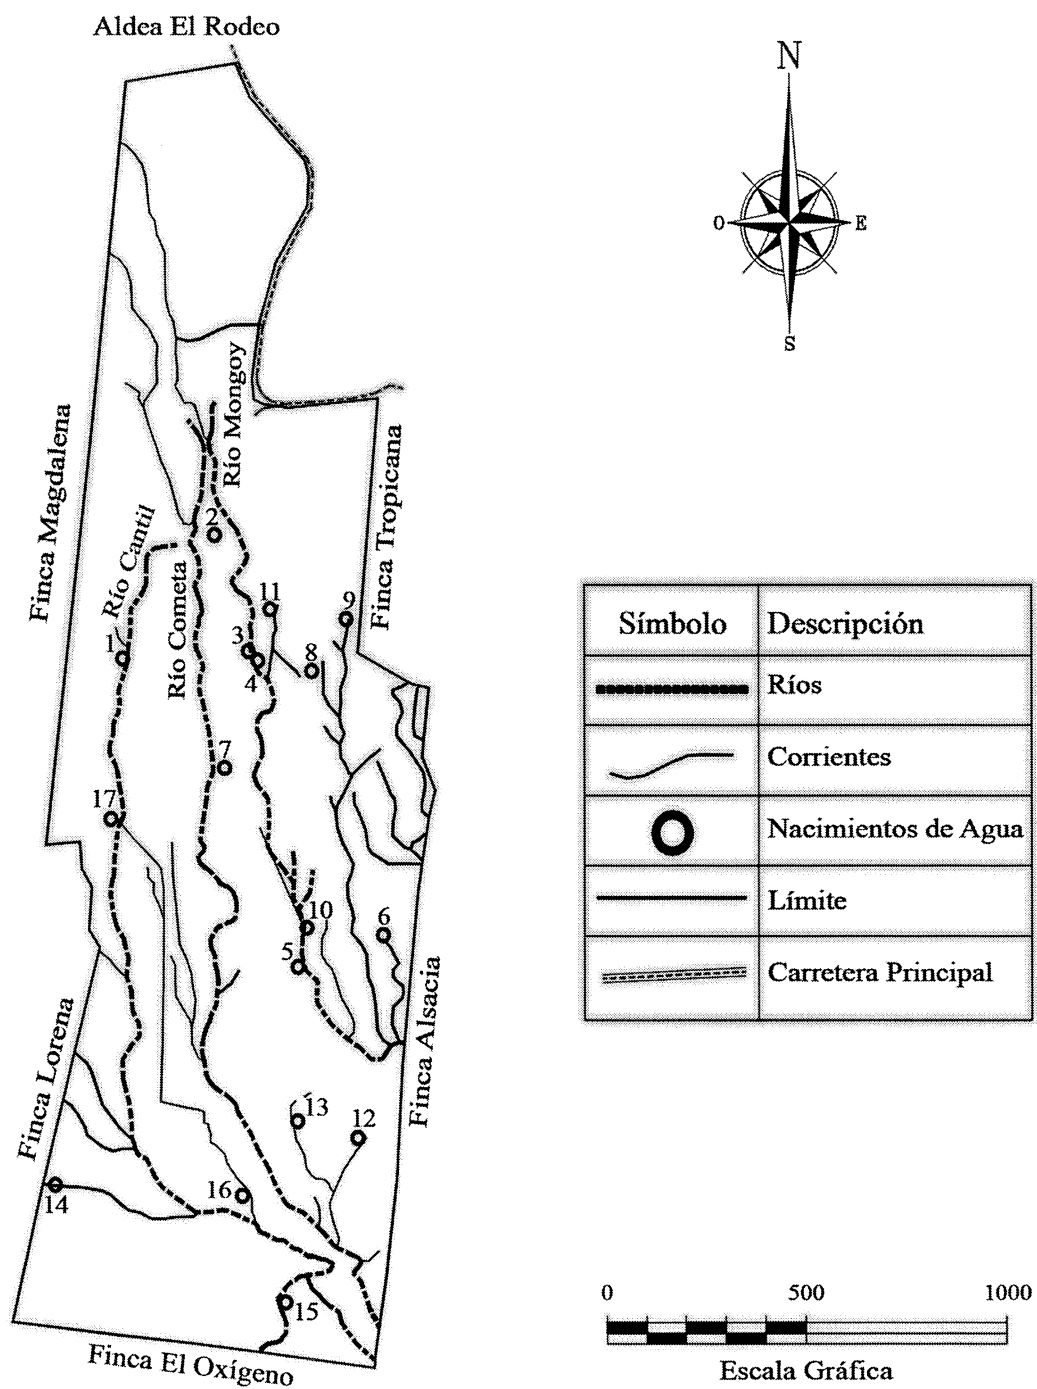 Aldea El Rodeo
N
O
E
S
Río Mongoy
Finca Magdalena
Finca Tropicana
2
Río Cantil
Río Cometa
11
9
3
8
1
4
7
17
10
6
5
Finca Alsacia
Finca Lorena
13
12
16
14
15
Finca El Oxígeno
Símbolo
Descripción
Ríos
Corrientes
Nacimientos de Agua
Límite
Carretera Principal
0
500
1000
Escala Gráfica